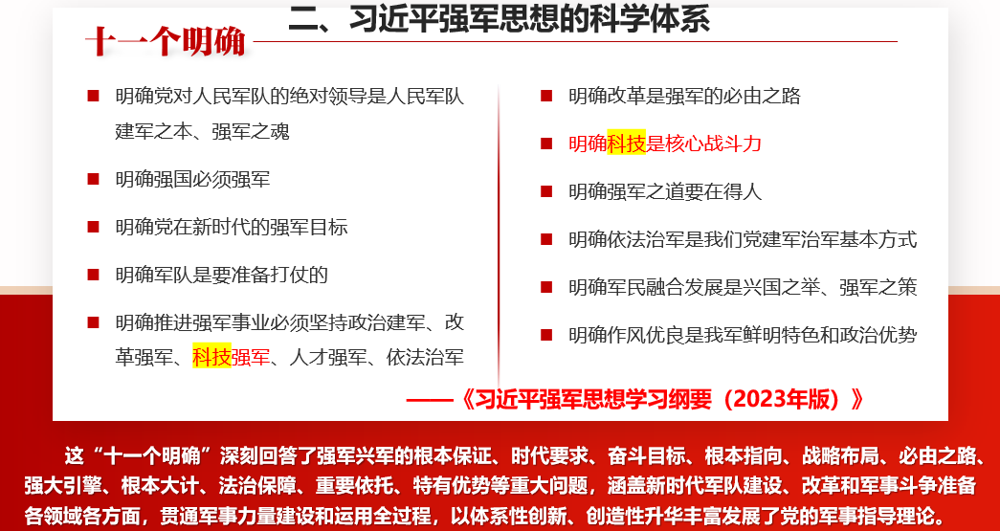 二、习近平强军思想的科学体系
十一个明确
明确党对人民军队的绝对领导是人民军队
建军之本、强军之魂
明确强国必须强军
明确党在新时代的强军目标
明确军队是要准备打仗的
明确推进强军事业必须坚持政治建军、改
革强军、科技强军、人才强军、依法治军
明确改革是强军的必由之路
明确科技是核心战斗力
明确强军之道要在得人
明确依法治军是我们党建军治军基本方式
明确军民融合发展是兴国之举、强军之策
明确作风优良是我军鲜明特色和政治优势
——《习近平强军思想学习纲要（2023年版）》
这“十一个明确”深刻回答了强军兴军的根本保证、时代要求、奋斗目标、根本指向、战略布局、必由之路、
强大引擎、根本大计、法治保障、重要依托、特有优势等重大问题，涵盖新时代军队建设、改革和军事斗争准备
各领域各方面，贯通军事力量建设和运用全过程，以体系性创新、创造性升华丰富发展了党的军事指导理论。